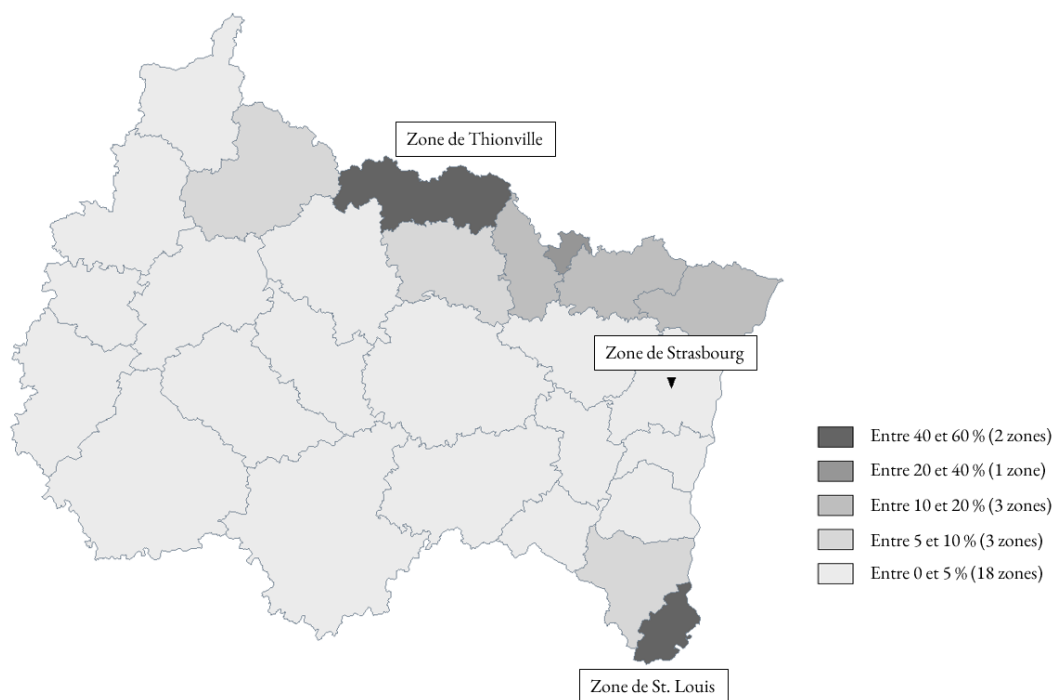 Zone de Thionville
Zone de Strasbourg
Entre 40 et 60 % (2 zones)
Entre 20 et 40 % (1 zone)
Entre 10 et 20 % (3 zones)
Entre 5 et 10 % (3 zones)
Entre 0 et 5 % (18 zones)
Zone de St. Louis